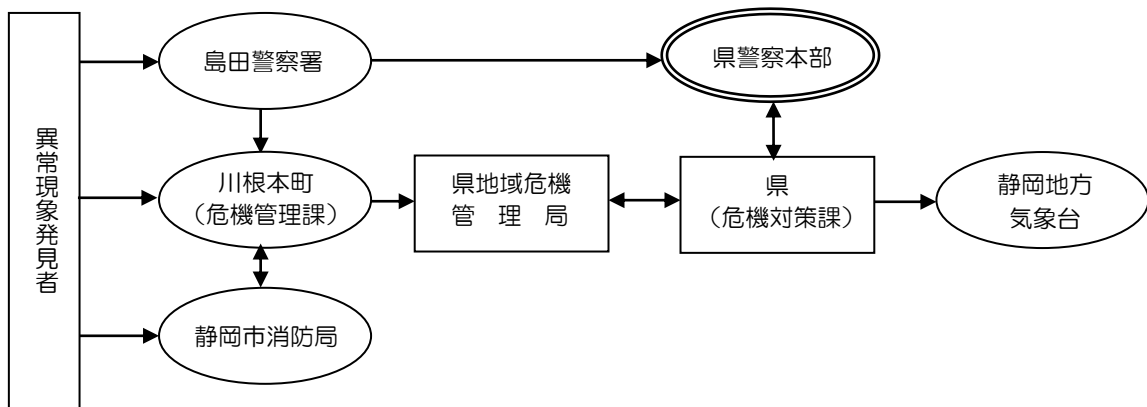 異常現象発見者
島田警察署
県警察本部
川根本町
（危機管理課）
県地域危機
管　理　局
県
（危機対策課）
静岡地方
気象台
静岡市消防局